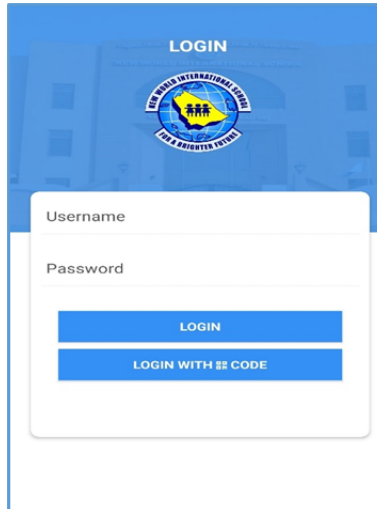 LOGIN
NEW WORLD INTERNATIONAL SCHOOL
FOR A BRIGHTER FUTURE
Username
Password
LOGIN
LOGIN WITH CODE